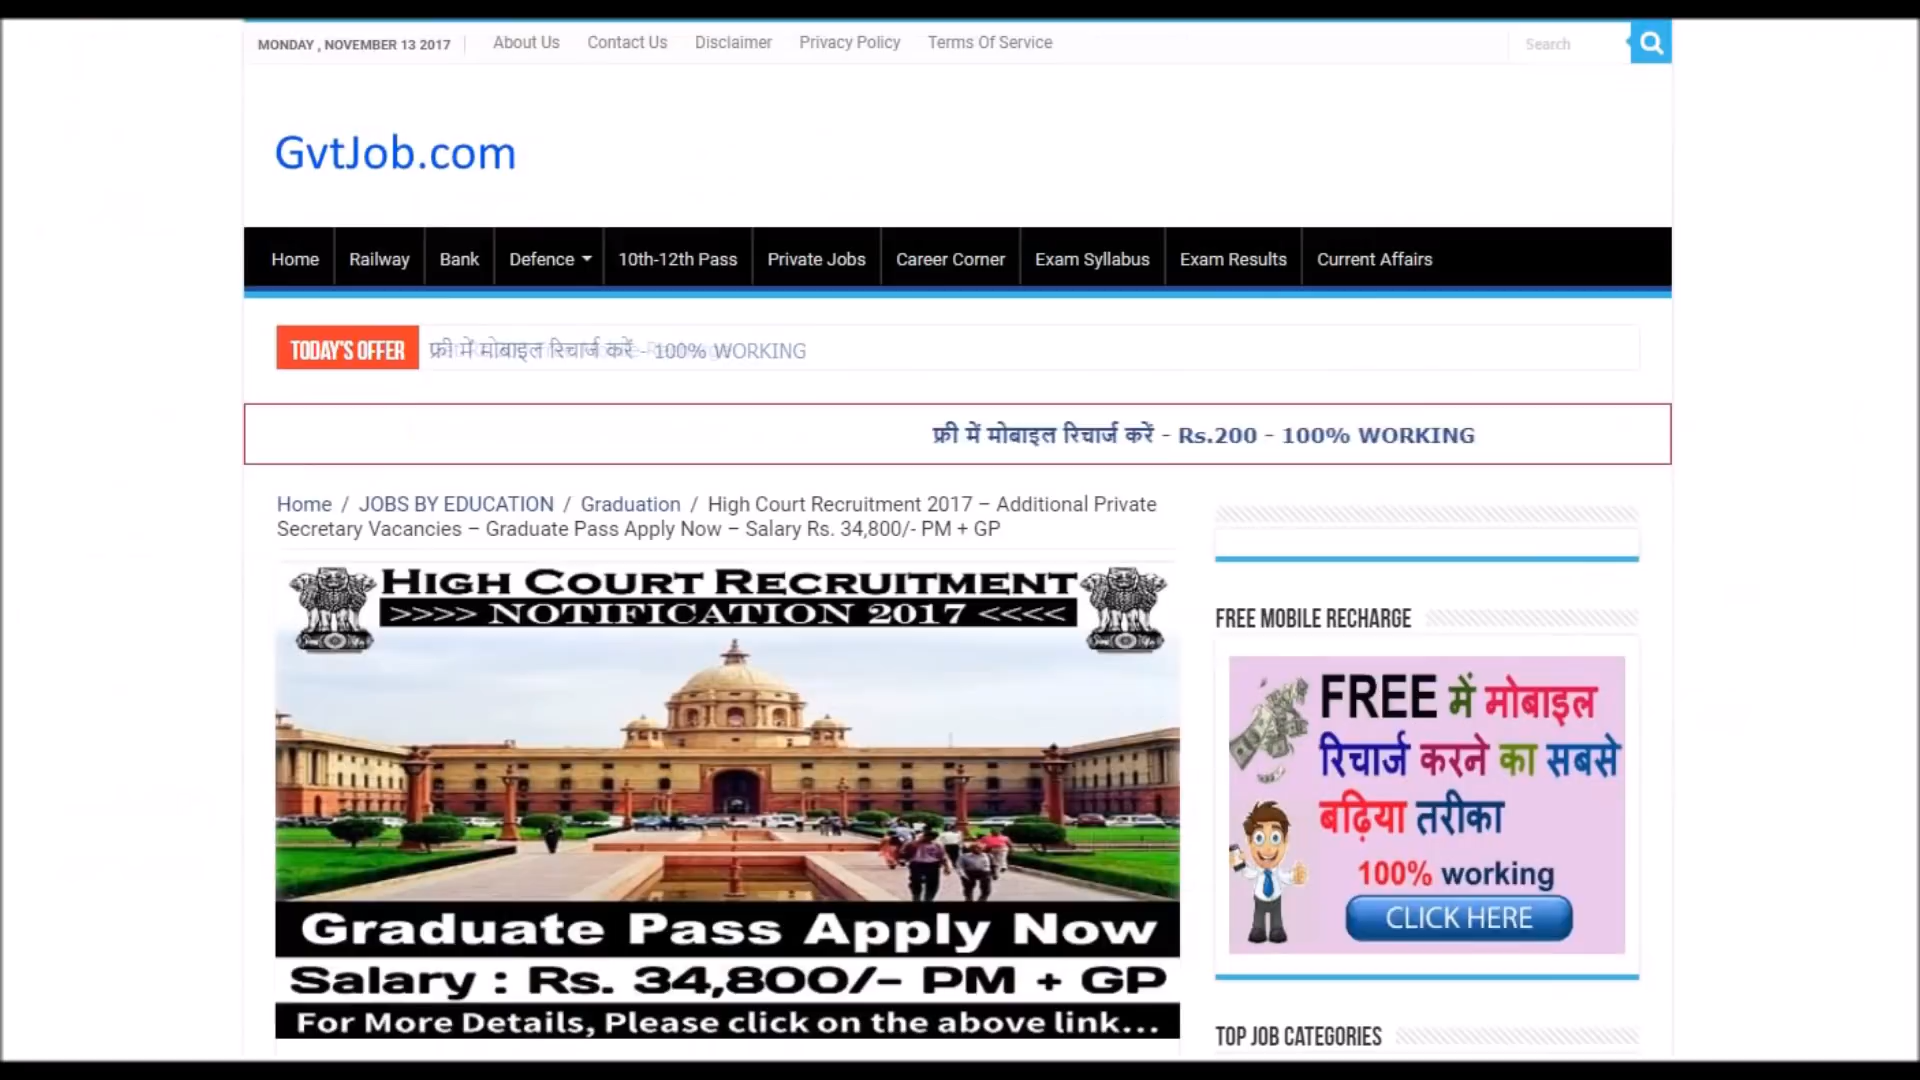 MONDAY , NOVEMBER 13 2017 About Us Contact Us Disclaimer Privacy Policy Terms Of Service Search
GvtJob.com
Home Railway Bank Defence 10th-12th Pass Private Jobs Career Corner Exam Syllabus Exam Results Current Affairs
TODAY'S OFFER फ्री में मोबाइल रिचार्ज करें - 100% WORKING
फ्री में मोबाइल रिचार्ज करें - Rs.200 - 100% WORKING
Home / JOBS BY EDUCATION / Graduation / High Court Recruitment 2017 – Additional Private
Secretary Vacancies – Graduate Pass Apply Now – Salary Rs. 34,800/- PM + GP
HIGH COURT RECRUITMENT
>>>> NOTIFICATION 2017 <<<<
Graduate Pass Apply Now
Salary : Rs. 34,800/- PM + GP
For More Details, Please click on the above link...
FREE MOBILE RECHARGE
FREE में मोबाइल
रिचार्ज करने का सबसे
बढ़िया तरीका
100% working
CLICK HERE
TOP JOB CATEGORIES